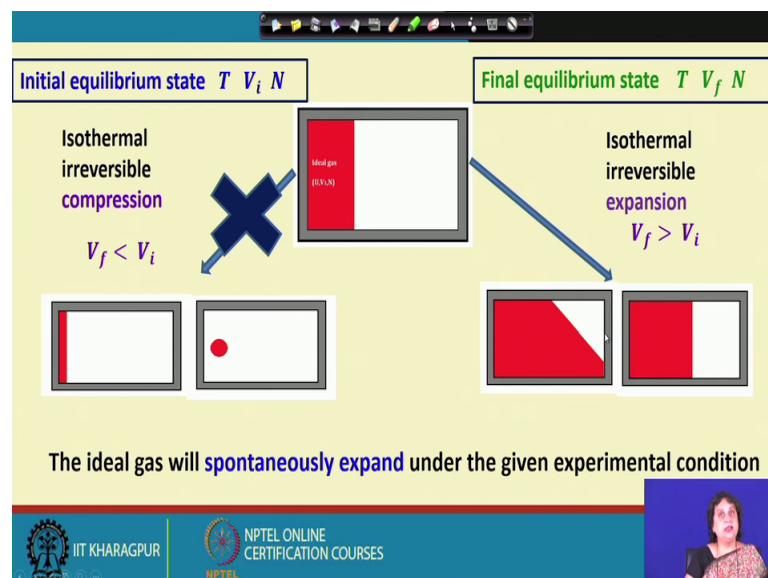 Initial equilibrium state T V_i N
Final equilibrium state T V_f N
Isothermal
irreversible
compression
V_f < V_i
Ideal gas
(U,V₁,N)
Isothermal
irreversible
expansion
V_f > V_i
The ideal gas will spontaneously expand under the given experimental condition
IIT KHARAGPUR
NPTEL ONLINE
CERTIFICATION COURSES
NPTEL